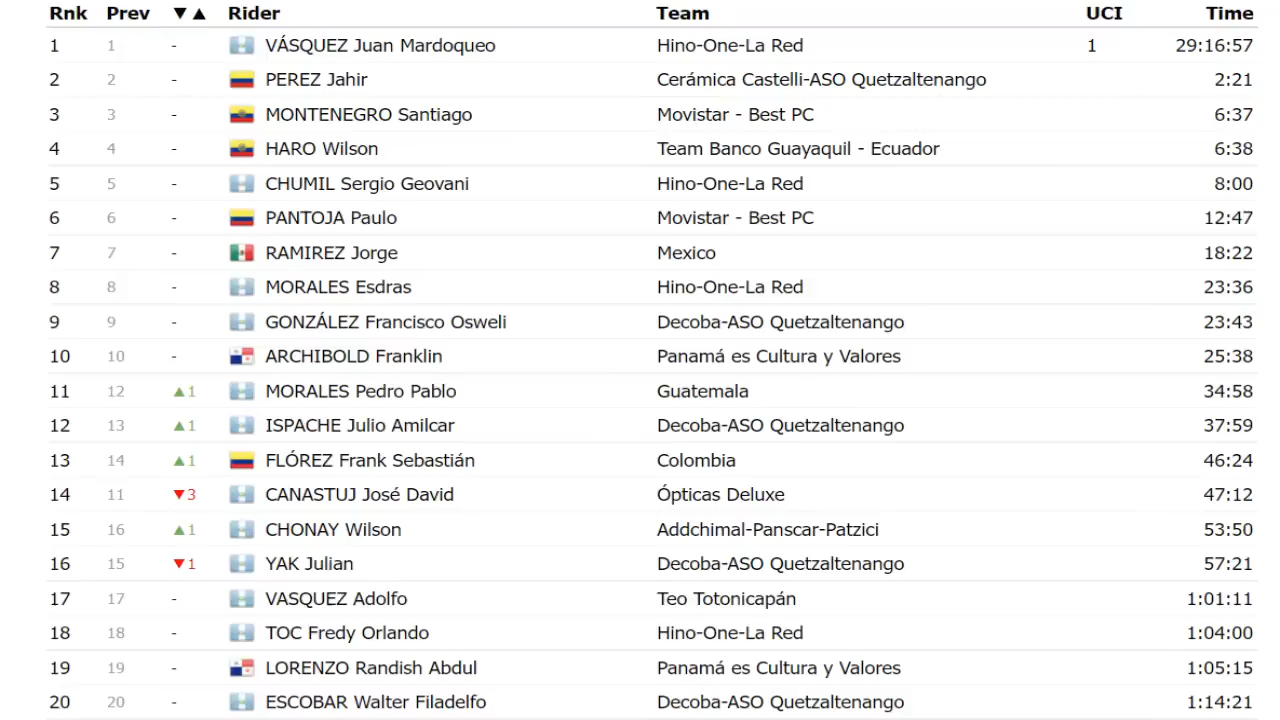 Rnk Prev ▼▲ Rider Team UCI Time
1 1 - VÁSQUEZ Juan Mardoqueo Hino-One-La Red 1 29:16:57
2 2 - PEREZ Jahir Cerámica Castelli-ASO Quetzaltenango 2:21
3 3 - MONTENEGRO Santiago Movistar - Best PC 6:37
4 4 - HARO Wilson Team Banco Guayaquil - Ecuador 6:38
5 5 - CHUMIL Sergio Geovani Hino-One-La Red 8:00
6 6 - PANTOJA Paulo Movistar - Best PC 12:47
7 7 - RAMIREZ Jorge Mexico 18:22
8 8 - MORALES Esdras Hino-One-La Red 23:36
9 9 - GONZÁLEZ Francisco Osweli Decoba-ASO Quetzaltenango 23:43
10 10 - ARCHIBOLD Franklin Panamá es Cultura y Valores 25:38
11 12 ▲1 MORALES Pedro Pablo Guatemala 34:58
12 13 ▲1 ISPACHE Julio Amilcar Decoba-ASO Quetzaltenango 37:59
13 14 ▲1 FLÓREZ Frank Sebastián Colombia 46:24
14 11 ▼3 CANASTUJ José David Ópticas Deluxe 47:12
15 16 ▲1 CHONAY Wilson Addchimal-Panscar-Patzici 53:50
16 15 ▼1 YAK Julian Decoba-ASO Quetzaltenango 57:21
17 17 - VASQUEZ Adolfo Teo Totonicapán 1:01:11
18 18 - TOC Fredy Orlando Hino-One-La Red 1:04:00
19 19 - LORENZO Randish Abdul Panamá es Cultura y Valores 1:05:15
20 20 - ESCOBAR Walter Filadelfo Decoba-ASO Quetzaltenango 1:14:21